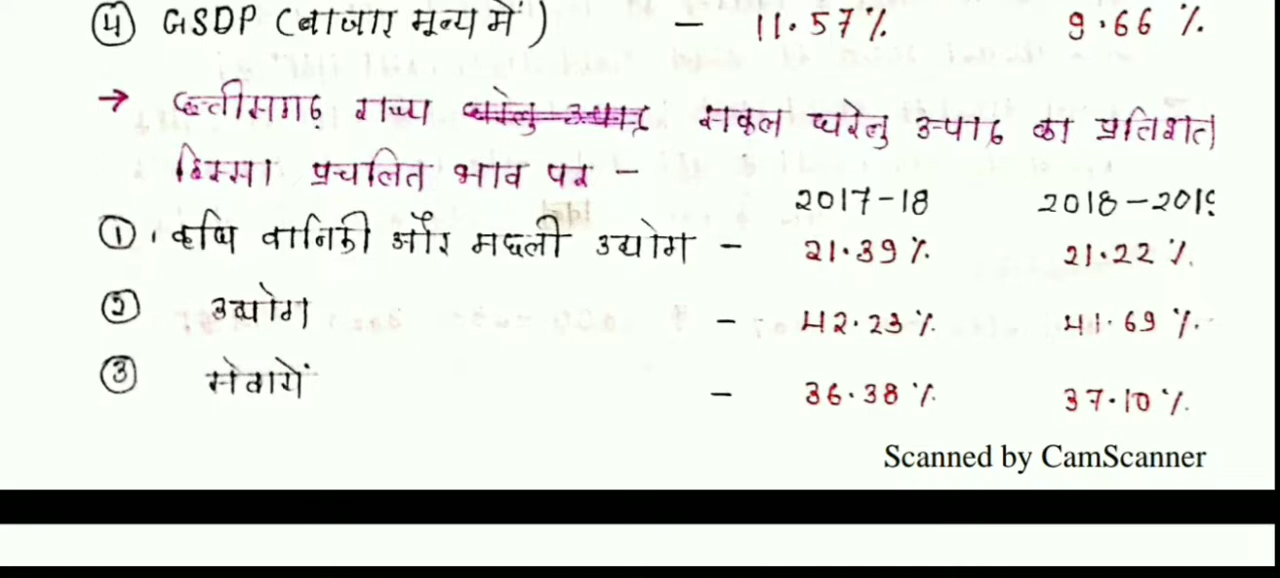 ④ GSDP (बाजार मूल्य में) - 11.57% 9.66 %
→ छत्तीसगढ़ राज्य घरेलु उत्पाद सकल घरेलु उत्पाद का प्रतिशत
हिस्सा प्रचलित भाव पर -
2017-18 2018-2019
① कृषि वानिकी और मछली उद्योग - 21.39% 21.22 %
② उद्योग - 42.23% 41.69 %
③ सेवायें - 36.38 % 37.10 %
Scanned by CamScanner